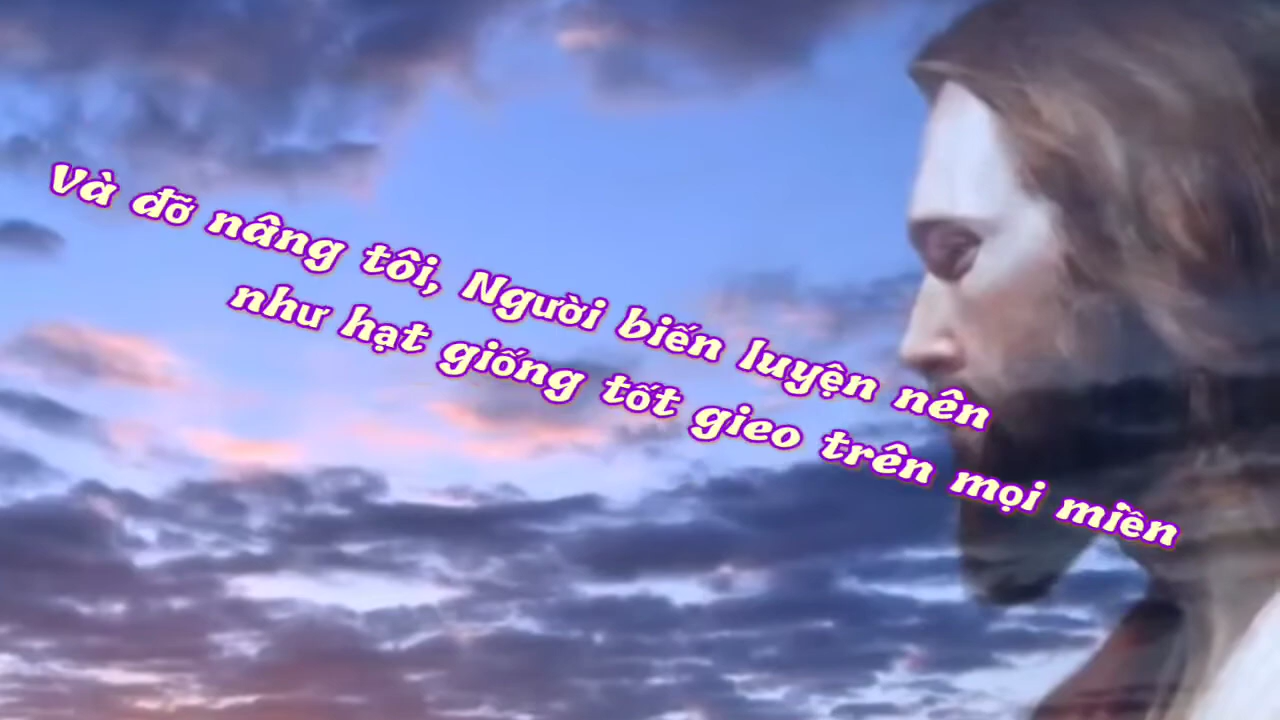 Và đỡ nâng tôi, Người biến luyện nên
như hạt giống tốt gieo trên mọi miền